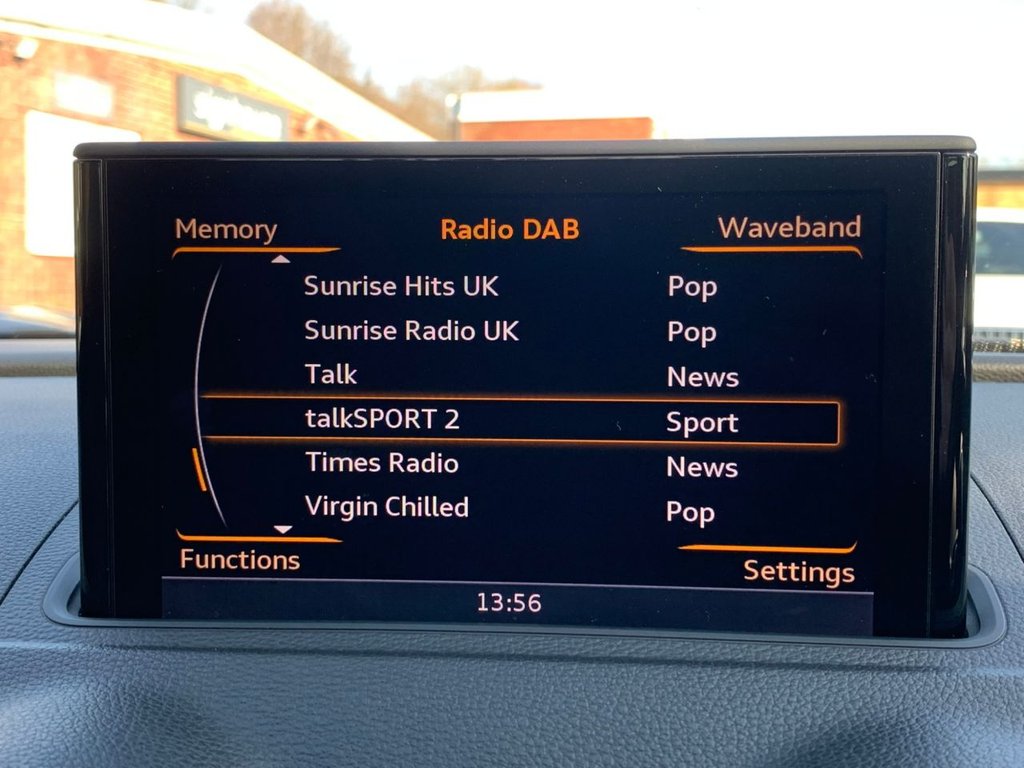 Memory Radio DAB Waveband
Sunrise Hits UK Pop
Sunrise Radio UK Pop
Talk News
talkSPORT 2 Sport
Times Radio News
Virgin Chilled Pop
Functions Settings
13:56